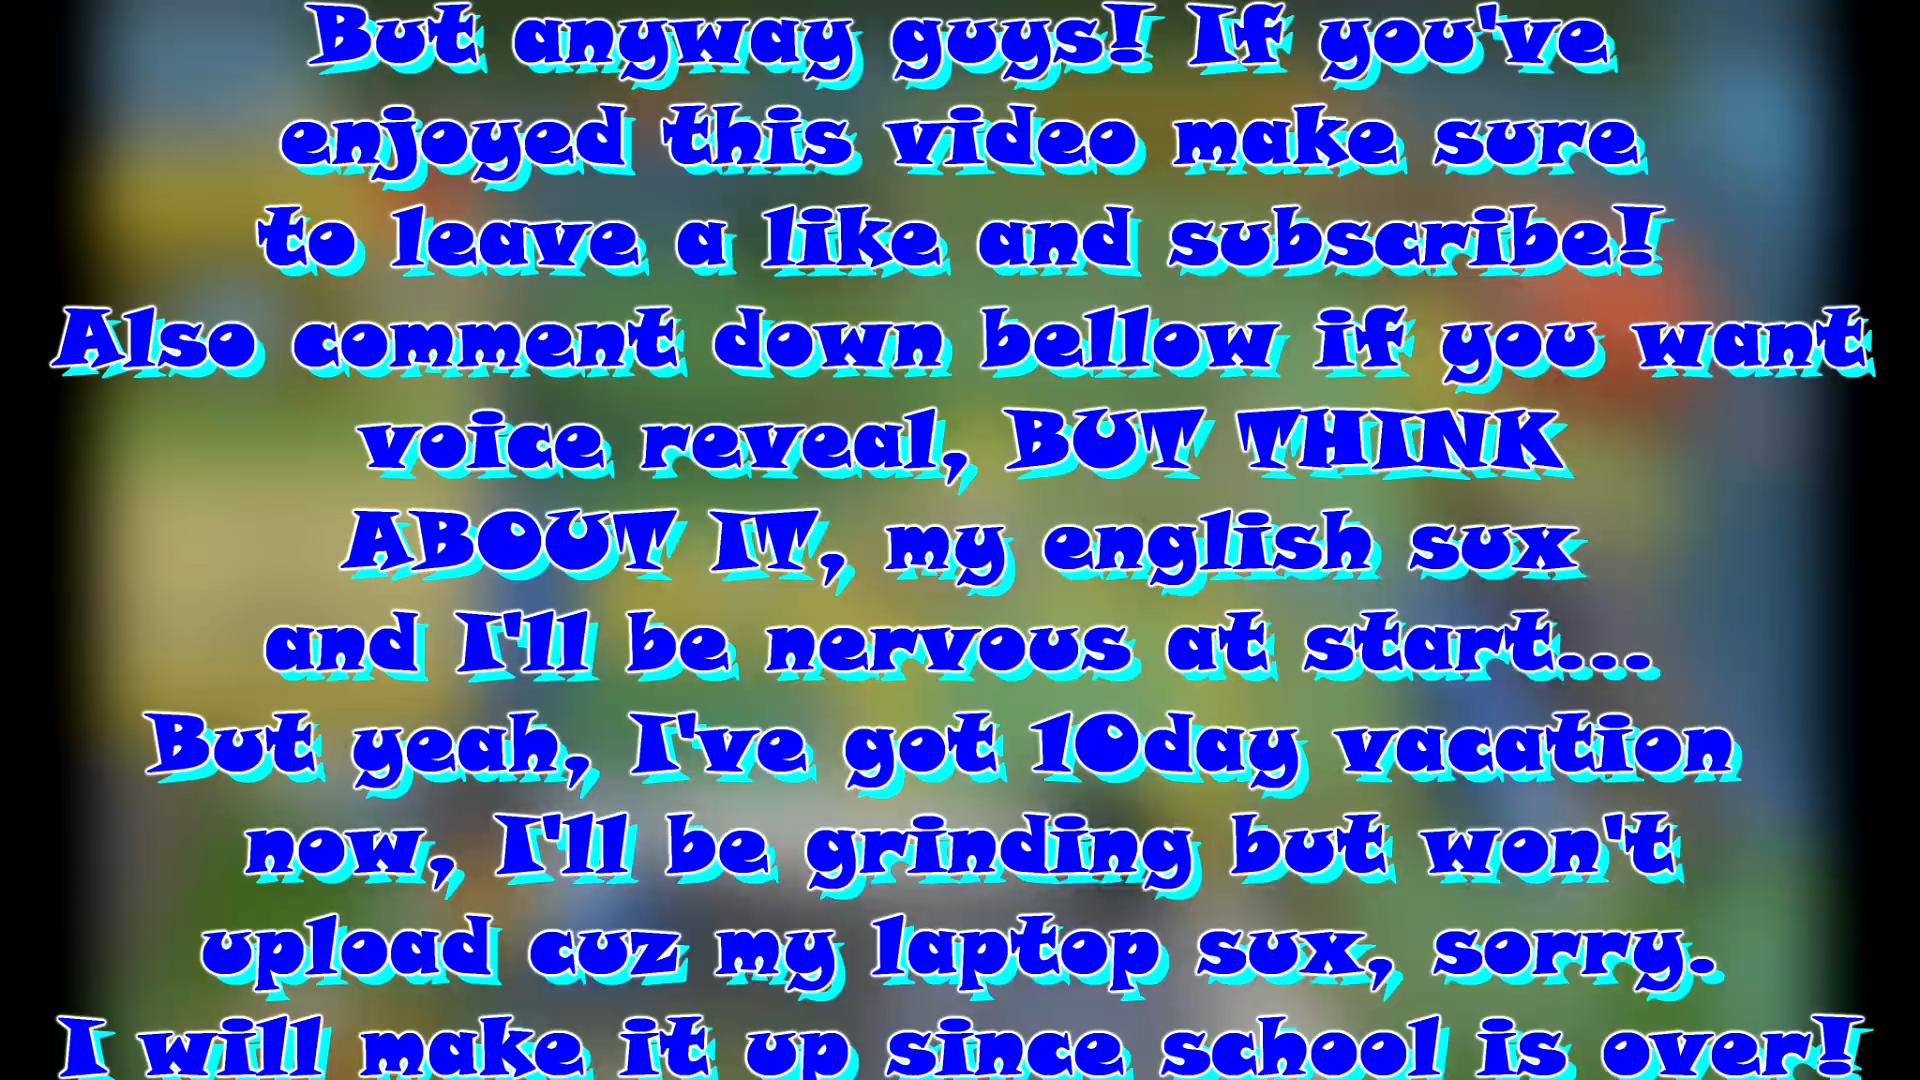 But anyway guys! If you've
enjoyed this video make sure
to leave a like and subscribe!
Also comment down bellow if you want
voice reveal, BUT THINK
ABOUT IT, my english sux
and I'll be nervous at start...
But yeah, I've got 10day vacation
now, I'll be grinding but won't
upload cuz my laptop sux, sorry.
I will make it up since school is over!